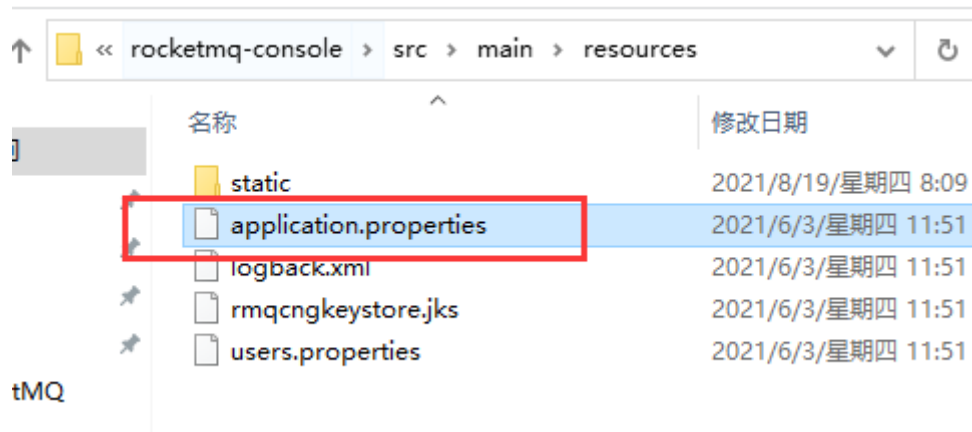 « rocketmq-console › src › main › resources
名称 修改日期
static 2021/8/19/星期四 8:09
application.properties 2021/6/3/星期四 11:51
logback.xml 2021/6/3/星期四 11:51
rmqcngkeystore.jks 2021/6/3/星期四 11:51
users.properties 2021/6/3/星期四 11:51
tMQ